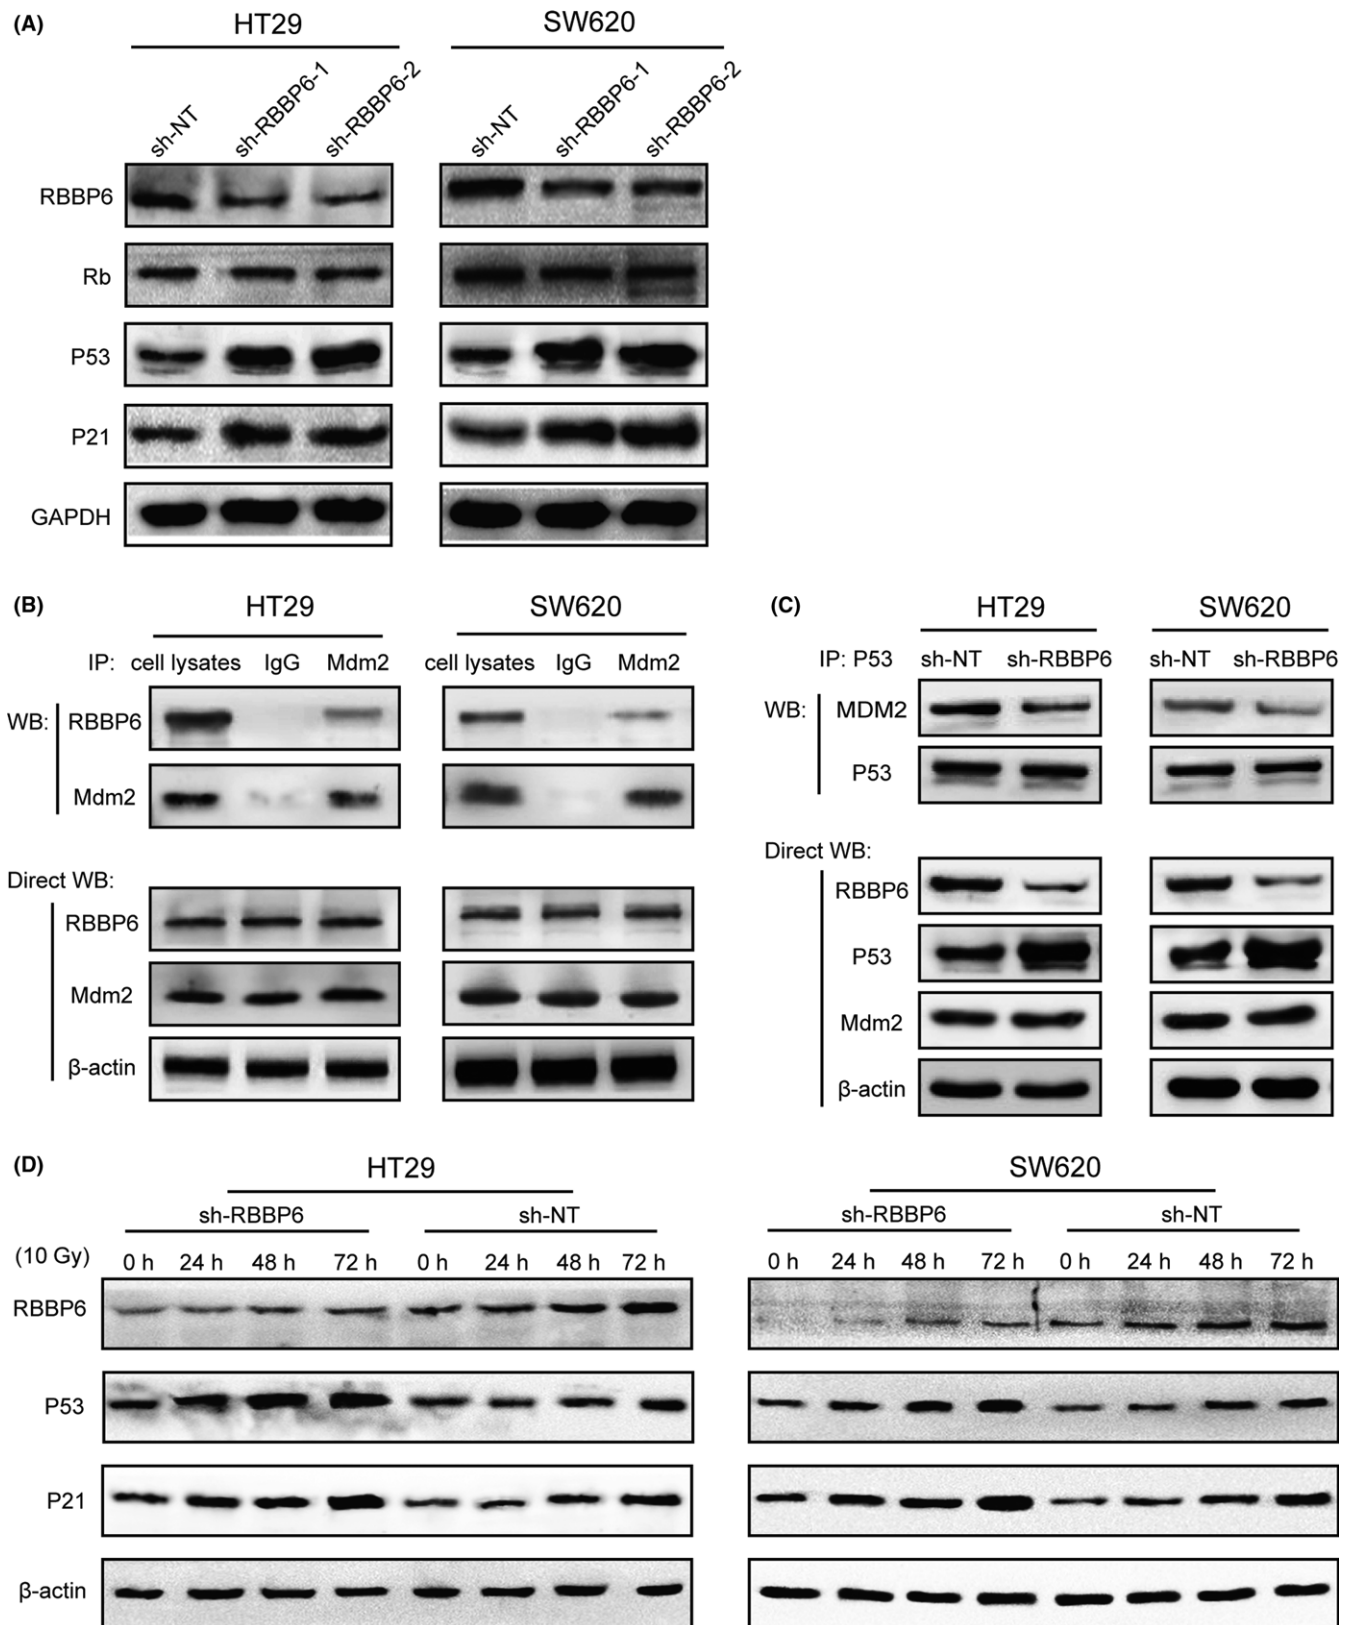 (A) HT29 SW620
sh-NT sh-RBBP6-1 sh-RBBP6-2 sh-NT sh-RBBP6-1 sh-RBBP6-2
RBBP6
Rb
P53
P21
GAPDH
(B) HT29 SW620
IP: cell lysates IgG Mdm2 cell lysates IgG Mdm2
WB: RBBP6
Mdm2
Direct WB:
RBBP6
Mdm2
β-actin
(C) HT29 SW620
IP: P53 sh-NT sh-RBBP6 sh-NT sh-RBBP6
WB: MDM2
P53
Direct WB:
RBBP6
P53
Mdm2
β-actin
(D) HT29 SW620
sh-RBBP6 sh-NT sh-RBBP6 sh-NT
(10 Gy) 0 h 24 h 48 h 72 h 0 h 24 h 48 h 72 h 0 h 24 h 48 h 72 h 0 h 24 h 48 h 72 h
RBBP6
P53
P21
β-actin